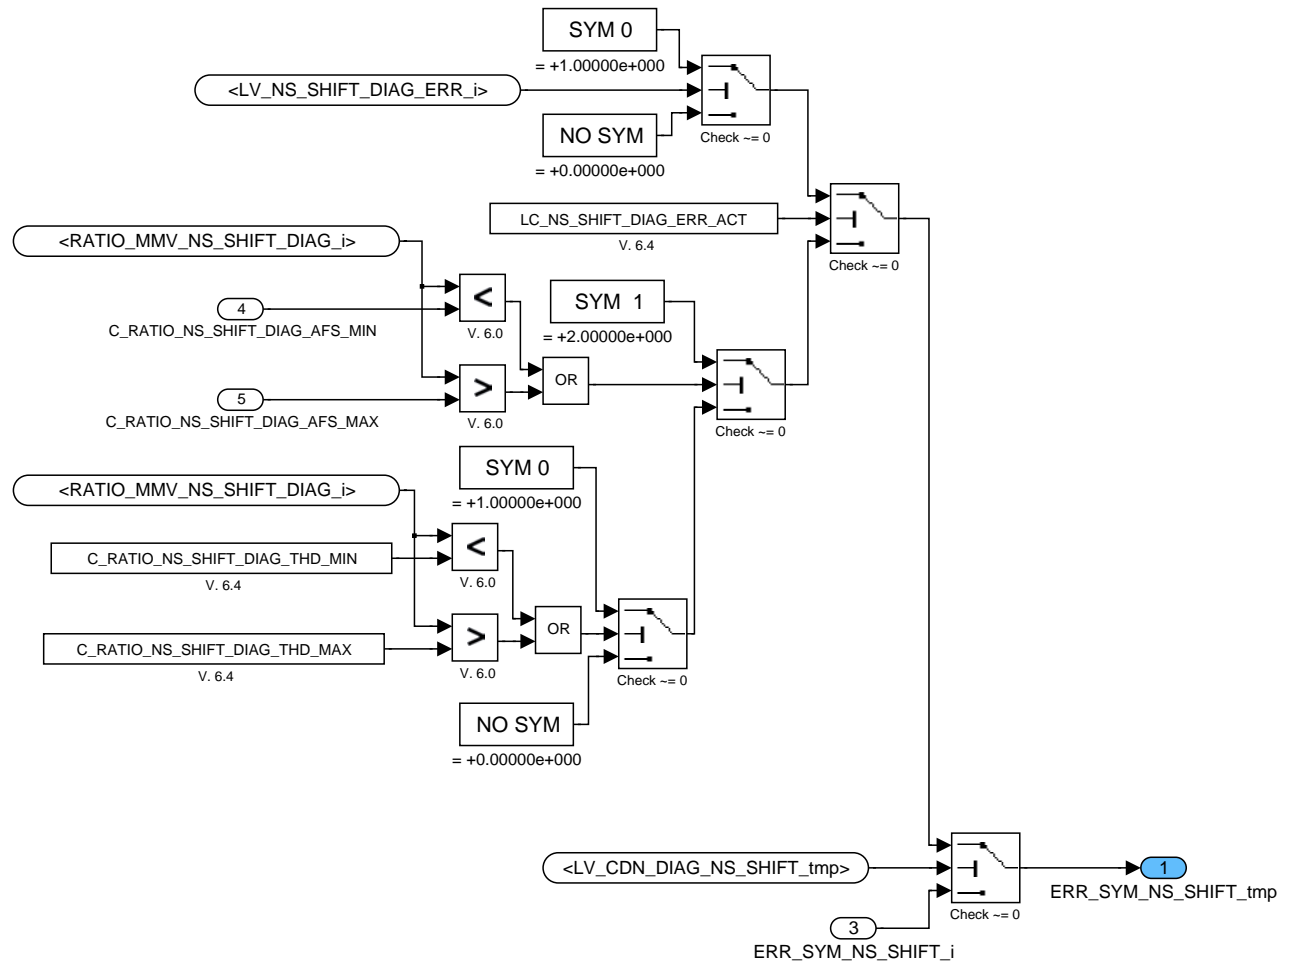 SYM 0
= +1.00000e+000
<LV_NS_SHIFT_DIAG_ERR_i>
NO SYM
= +0.00000e+000
Check ~= 0
LC_NS_SHIFT_DIAG_ERR_ACT
V. 6.4
Check ~= 0
<RATIO_MMV_NS_SHIFT_DIAG_i>
<
V. 6.0
4
C_RATIO_NS_SHIFT_DIAG_AFS_MIN
SYM 1
= +2.00000e+000
>
V. 6.0
OR
5
C_RATIO_NS_SHIFT_DIAG_AFS_MAX
Check ~= 0
SYM 0
= +1.00000e+000
<RATIO_MMV_NS_SHIFT_DIAG_i>
<
V. 6.0
C_RATIO_NS_SHIFT_DIAG_THD_MIN
V. 6.4
>
V. 6.0
OR
C_RATIO_NS_SHIFT_DIAG_THD_MAX
V. 6.4
Check ~= 0
NO SYM
= +0.00000e+000
<LV_CDN_DIAG_NS_SHIFT_tmp>
Check ~= 0
1
ERR_SYM_NS_SHIFT_tmp
3
ERR_SYM_NS_SHIFT_i